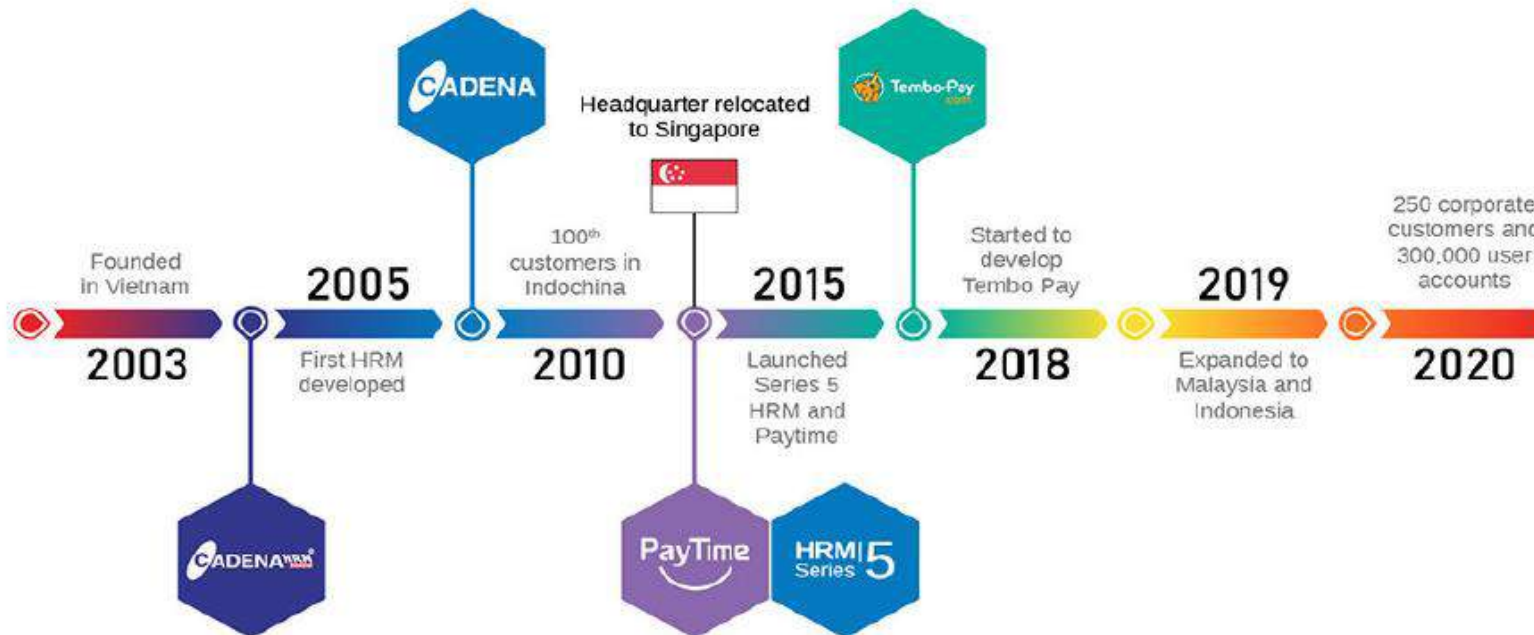 CADENA
Tembo-Pay
.com
Headquarter relocated
to Singapore
Founded
in Vietnam
2003
2005
First HRM
developed
100th
customers in
Indochina
2010
2015
Launched
Series 5
HRM and
Paytime
Started to
develop
Tembo Pay
2018
2019
Expanded to
Malaysia and
Indonesia
250 corporate
customers and
300,000 user
accounts
2020
CADENA
PayTime
HRM 5
Series